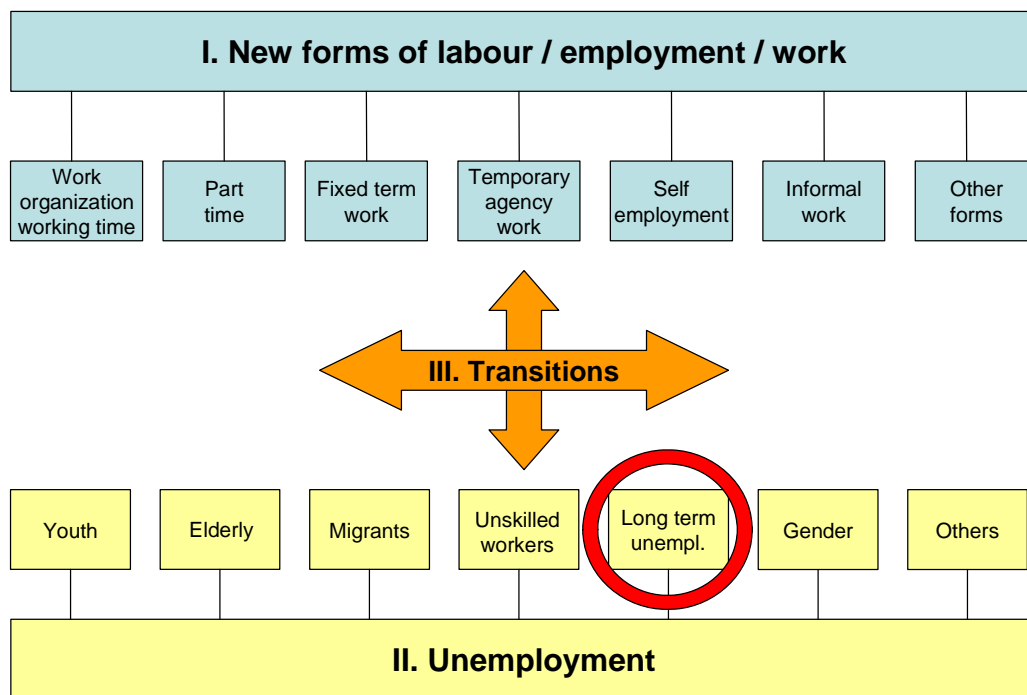 I. New forms of labour / employment / work
Work
organization
working time
Part
time
Fixed term
work
Temporary
agency
work
Self
employment
Informal
work
Other
forms
III. Transitions
Youth
Elderly
Migrants
Unskilled
workers
Long term
unempl.
Gender
Others
II. Unemployment